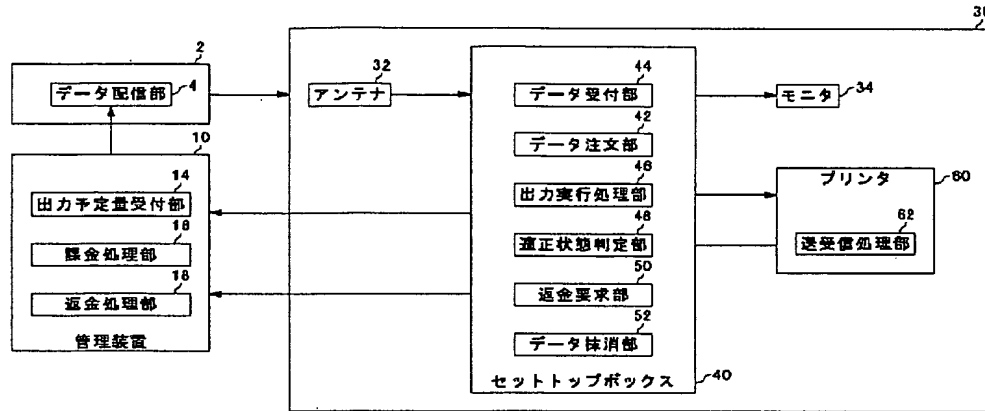 30
2
データ配信部 4
10
14
出力予定量受付部
16
課金処理部
18
返金処理部
管理装置
32
アンテナ
44
データ受付部
42
データ注文部
46
出力実行処理部
48
適正状態判定部
50
返金要求部
52
データ抹消部
セットトップボックス 40
モニタ 34
プリンタ 60
62
送受信処理部